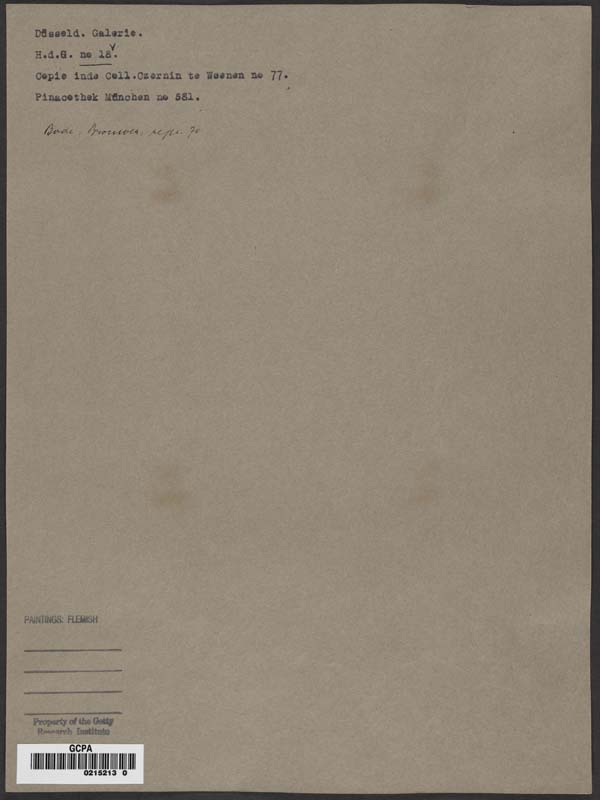 Düsseld. Galerie.
H.d.G. no 18V.
Copie inde Coll.Czernin te Weenen no 77.
Pinacothek München no 581.
Bode, Brouwer, repr. 70
PAINTINGS: FLEMISH
Property of the Getty
Research Institute
GCPA
0215213 0